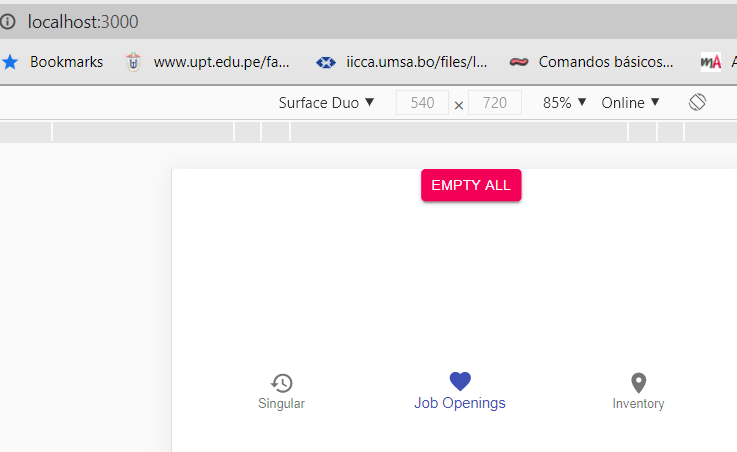 localhost:3000
Bookmarks www.upt.edu.pe/fa... iicca.umsa.bo/files/I... Comandos básicos... mA A
Surface Duo ▼ 540 × 720 85% ▼ Online ▼
EMPTY ALL
Singular Job Openings Inventory